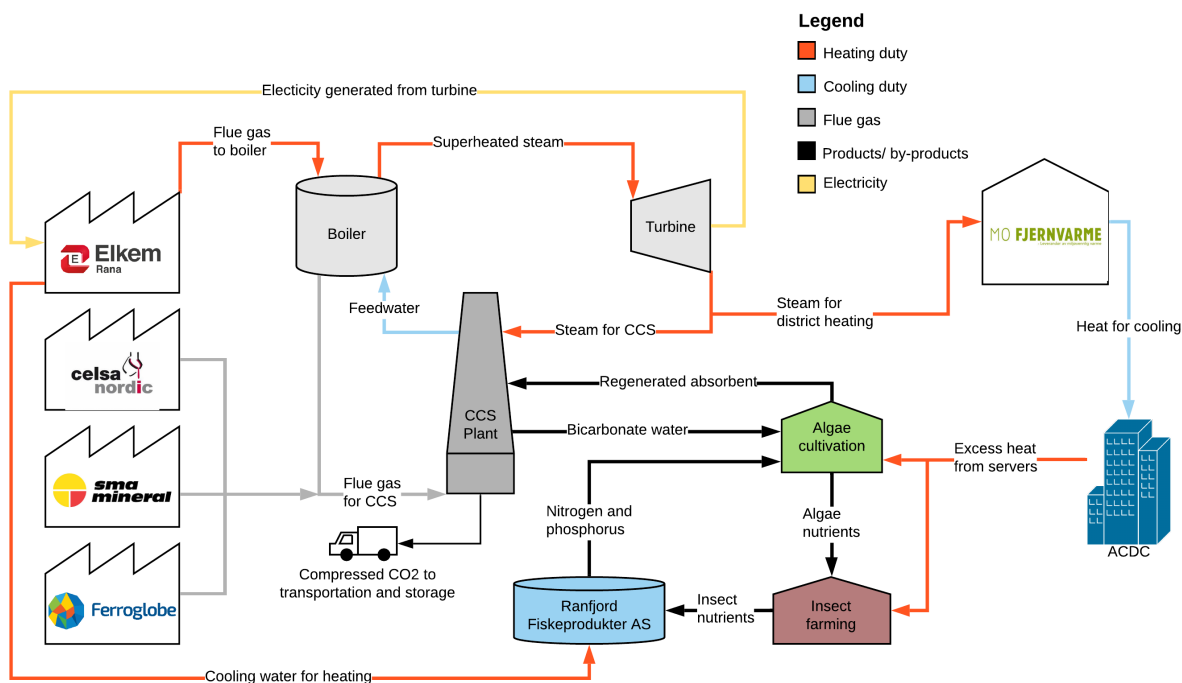 Legend
Heating duty
Cooling duty
Flue gas
Products/ by-products
Electricity
Electicity generated from turbine
Flue gas
to boiler
Superheated steam
Boiler
Turbine
E
Elkem
Rana
MO FJERNVARME
Feedwater
Steam for CCS
Steam for
district heating
Heat for cooling
celsa
nordic
Regenerated absorbent
CCS
Plant
Bicarbonate water
Algae
cultivation
Excess heat
from servers
sma
mineral
Flue gas
for CCS
Nitrogen and
phosphorus
Algae
nutrients
ACDC
Compressed CO2 to
transportation and storage
Ferroglobe
Ranfjord
Fiskeprodukter AS
Insect
nutrients
Insect
farming
Cooling water for heating